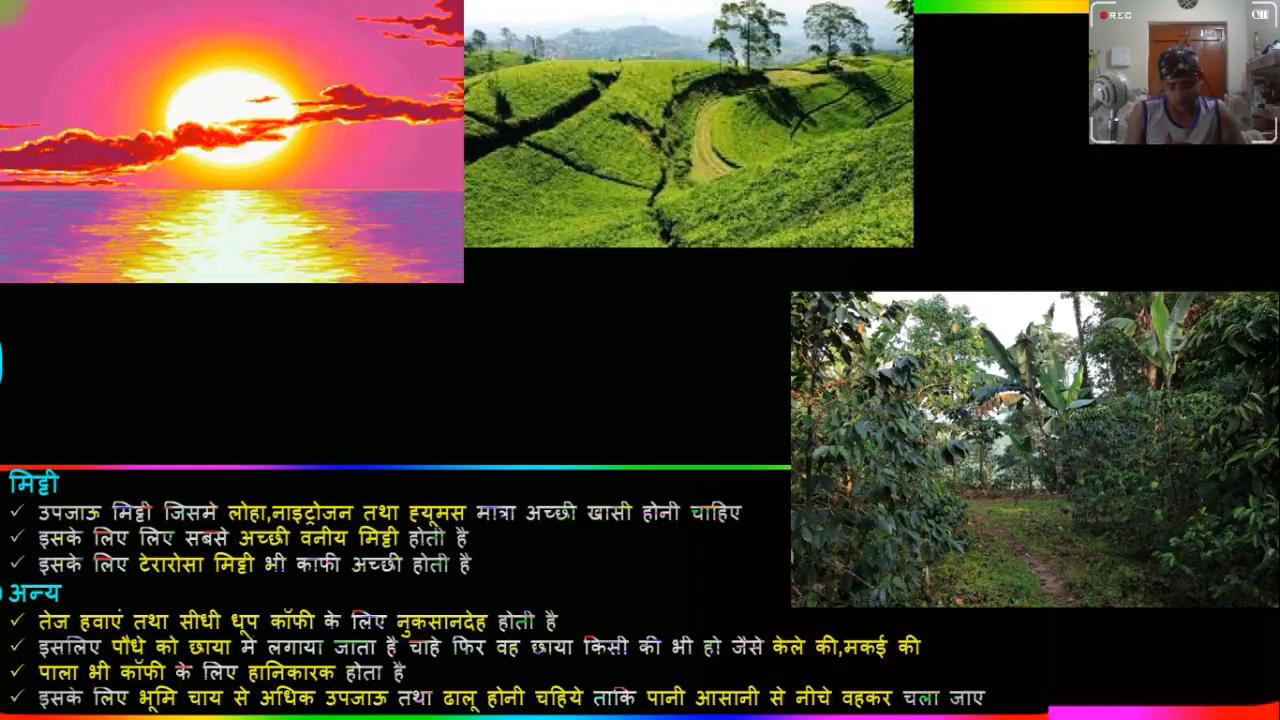 REC
मिट्टी
✓ उपजाऊ मिट्टी जिसमे लोहा,नाइट्रोजन तथा ह्यूमस मात्रा अच्छी खासी होनी चाहिए
✓ इसके लिए लिए सबसे अच्छी वनीय मिट्टी होती है
✓ इसके लिए टेरारोसा मिट्टी भी काफी अच्छी होती है
अन्य
✓ तेज हवाएं तथा सीधी धूप कॉफी के लिए नुकसानदेह होती है
✓ इसलिए पौधे को छाया मे लगाया जाता है चाहे फिर वह छाया किसी की भी हो जैसे केले की,मकई की
✓ पाला भी कॉफी के लिए हानिकारक होता है
✓ इसके लिए भूमि चाय से अधिक उपजाऊ तथा ढालू होनी चहिये ताकि पानी आसानी से नीचे वहकर चला जाए